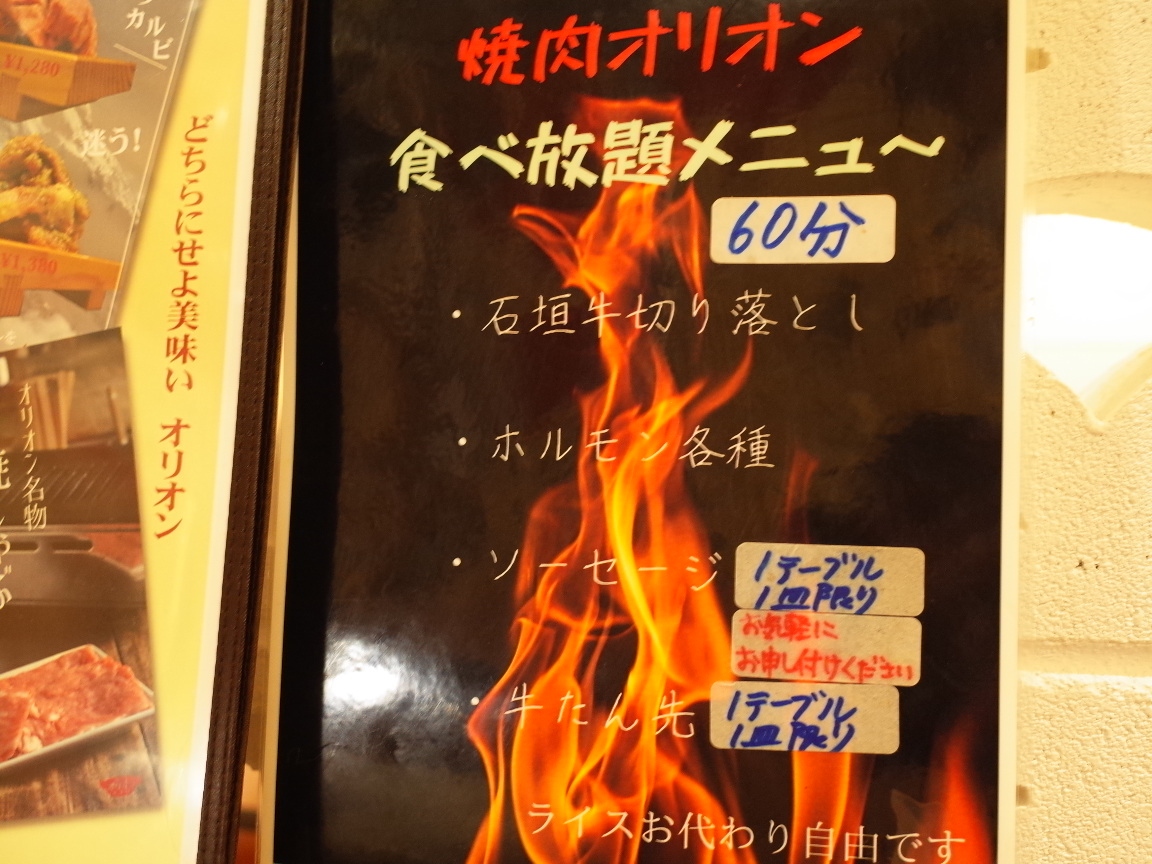 カルビ
¥1,280
迷う!
¥1,380
どちらにせよ美味い オリオン
オリオン名物
焼肉オリオン
食べ放題メニュ～
60分
・石垣牛切り落とし
・ホルモン各種
・ソーセージ
1テーブル
1皿限り
お気軽に
お申し付けください
・牛たん先
1テーブル
1皿限り
ライスお代わり自由です